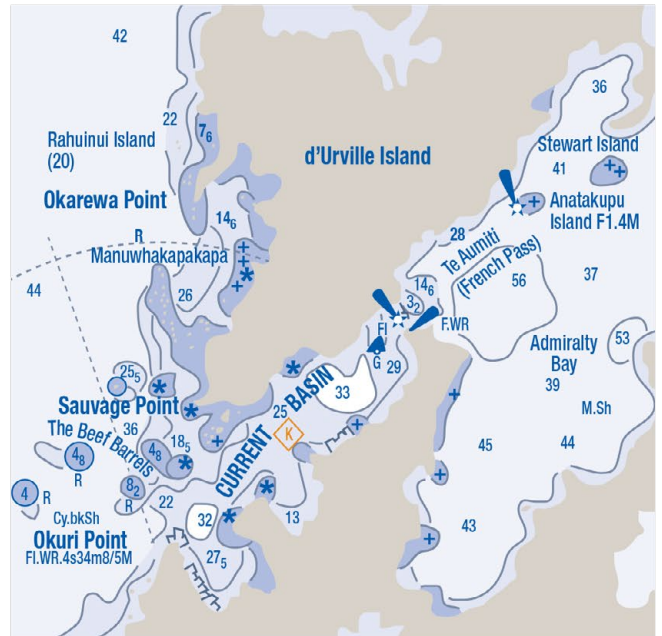 42
36
22
7₆
Rahuinui Island
(20)
d'Urville Island
Stewart Island
41
Okarewa Point
Anatakupu
Island F1.4M
14₆
28
R
Manuwhakapakapa
Te Aumiti
(French Pass)
37
44
26
14₆
56
3₂
Fl
F.WR
G
53
Admiralty
Bay
25₅
29
39
33
Sauvage Point
25
CURRENT BASIN
M.Sh
36
The Beef Barrels
18₅
K
4₈
4₈
45
44
R
8₂
4
R
R
22
Cy.bkSh
32
13
43
Okuri Point
Fl.WR.4s34m8/5M
27₅